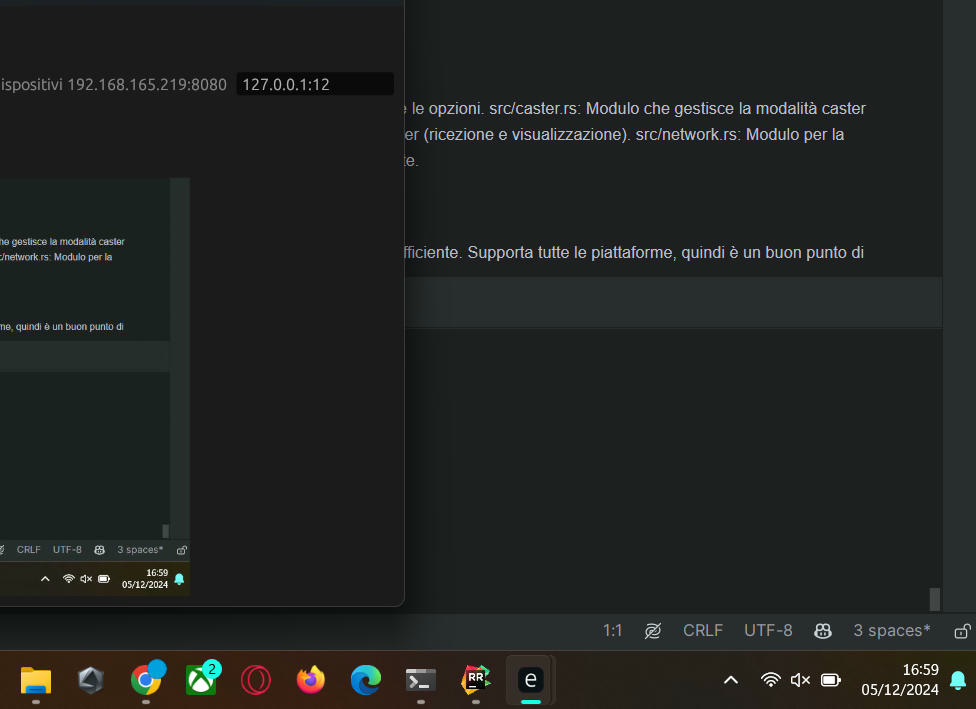 ispositivi 192.168.165.219:8080 127.0.0.1:12
le opzioni. src/caster.rs: Modulo che gestisce la modalità caster
er (ricezione e visualizzazione). src/network.rs: Modulo per la
te.
fficiente. Supporta tutte le piattaforme, quindi è un buon punto di
he gestisce la modalità caster
c/network.rs: Modulo per la
me, quindi è un buon punto di
CRLF UTF-8 3 spaces*
16:59
05/12/2024
1:1 CRLF UTF-8 3 spaces*
2
RR
e
16:59
05/12/2024